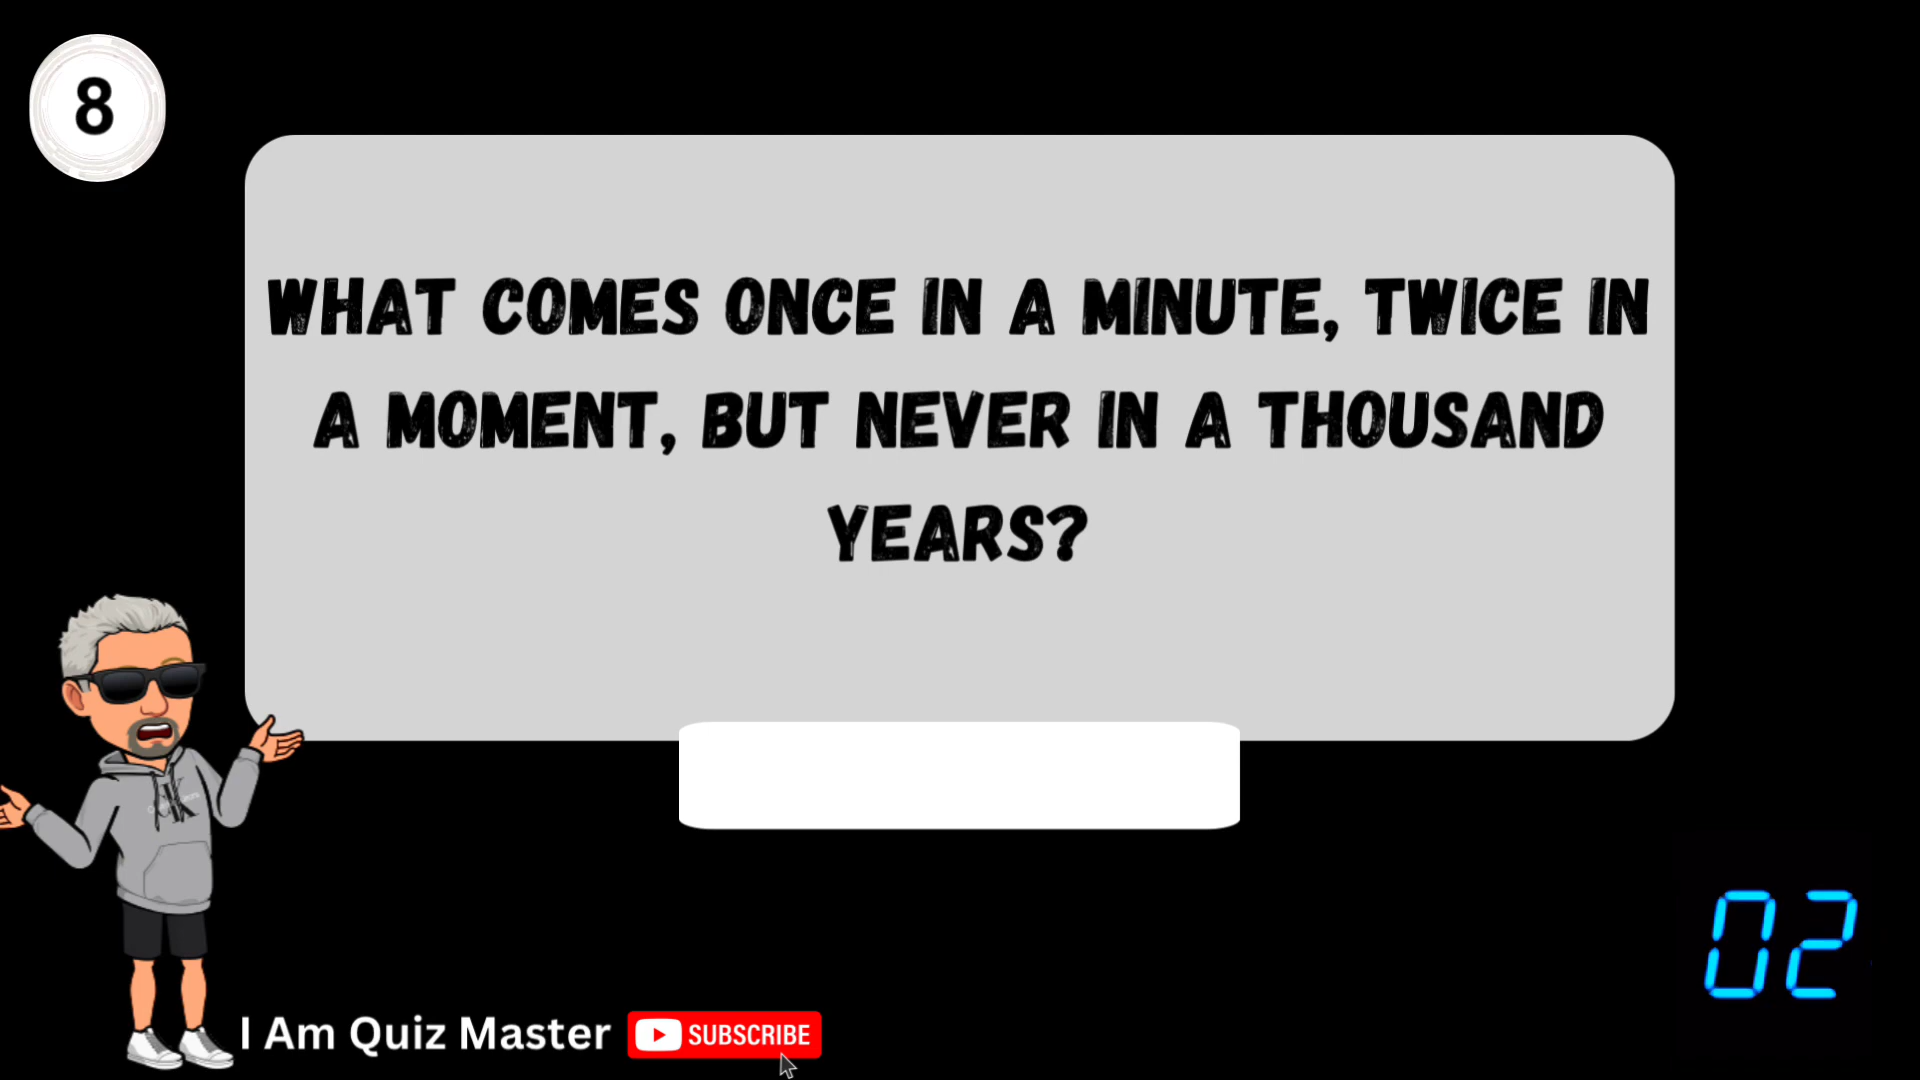 8
WHAT COMES ONCE IN A MINUTE, TWICE IN
A MOMENT, BUT NEVER IN A THOUSAND
YEARS?
02
I Am Quiz Master SUBSCRIBE